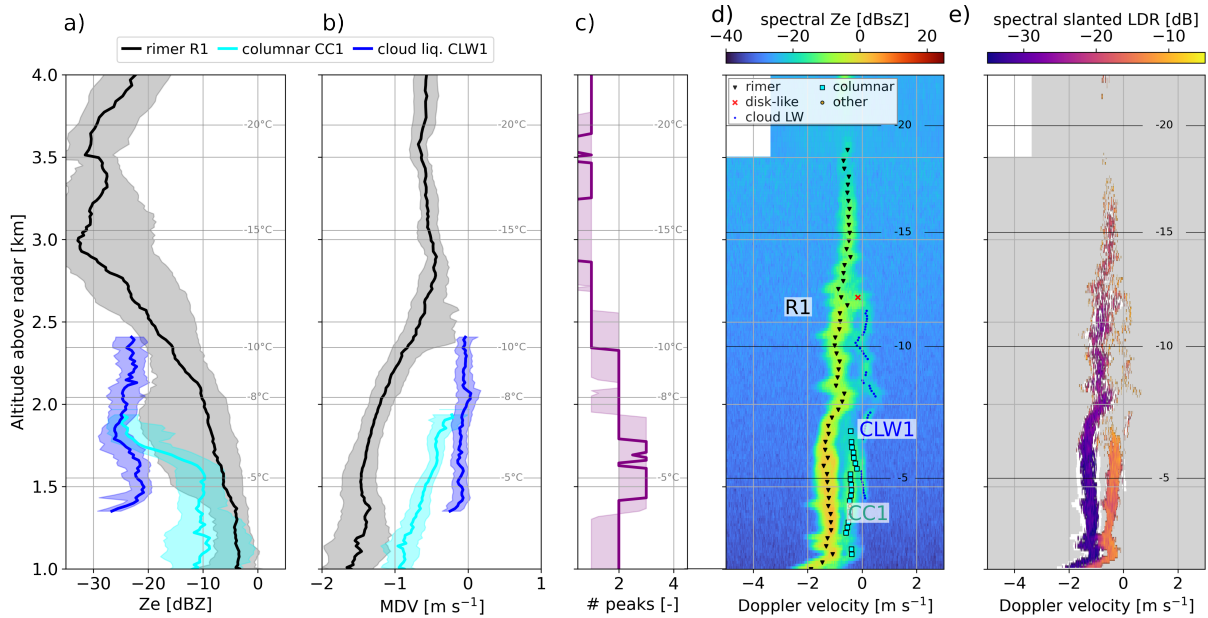 a)
b)
c)
d)
e)
spectral Ze [dBsZ]
−40 −20 0 20
spectral slanted LDR [dB]
−30 −20 −10
rimer R1 columnar CC1 cloud liq. CLW1
Altitude above radar [km]
4.0
3.5
3.0
2.5
2.0
1.5
1.0
-20°C
-15°C
-10°C
-8°C
-5°C
−30 −20 −10 0
Ze [dBZ]
-20°C
-15°C
-10°C
-8°C
-5°C
−2 −1 0 1
MDV [m s⁻¹]
-20°C
-15°C
-10°C
-8°C
-5°C
2 4
# peaks [-]
rimer columnar
disk-like other
cloud LW
-20
-15
R1
-10
CLW1
-5
CC1
−4 −2 0 2
Doppler velocity [m s⁻¹]
-20
-15
-10
-5
−4 −2 0 2
Doppler velocity [m s⁻¹]